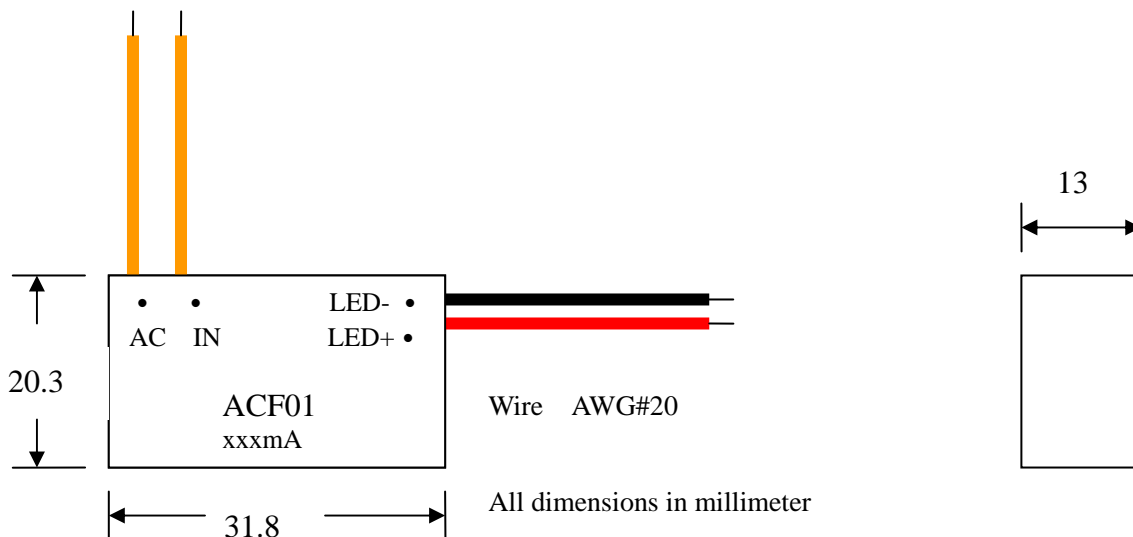 13
LED-
AC IN
LED+
20.3
ACF01
Wire AWG#20
xxxmA
All dimensions in millimeter
31.8